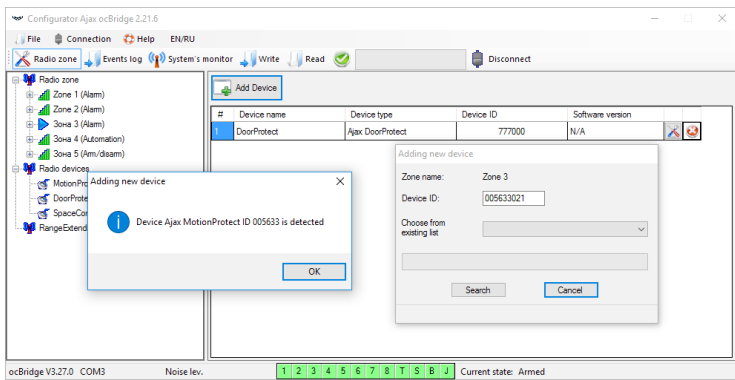 Configurator Ajax ocBridge 2.21.6
File Connection Help EN/RU
Radio zone Events log System's monitor Write Read Disconnect
Radio zone
Zone 1 (Alarm)
Zone 2 (Alarm)
Зона 3 (Alarm)
Зона 4 (Automation)
Зона 5 (Arm/disarm)
Radio devices
MotionPro
DoorProte
SpaceCor
RangeExtend
Add Device
# Device name Device type Device ID Software version
1 DoorProtect Ajax DoorProtect 777000 N/A
Adding new device
Zone name: Zone 3
Device ID: 005633021
Choose from
existing list
Search Cancel
Adding new device
Device Ajax MotionProtect ID 005633 is detected
OK
ocBridge V3.27.0 COM3 Noise lev. 1 2 3 4 5 6 7 8 T S B J Current state: Armed